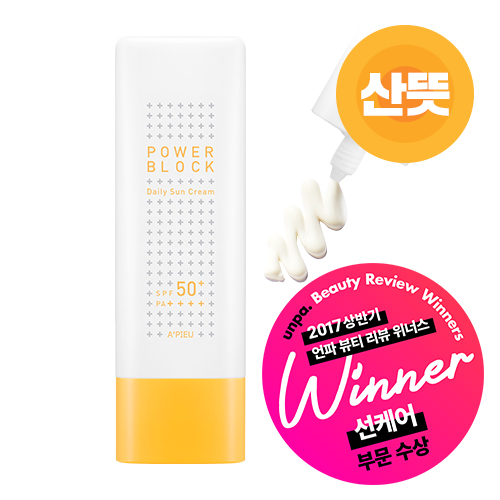 POWER
BLOCK
Daily Sun Cream
SPF 50+
PA++++
A'PIEU
산뜻
unpa. Beauty Review Winners
2017 상반기
언파 뷰티 리뷰 위너스
Winner
선케어
부문 수상